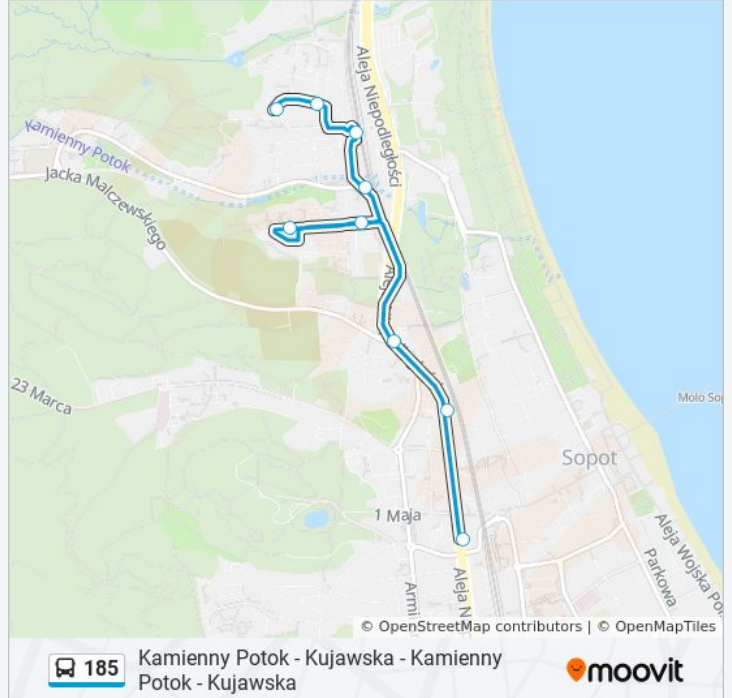 Aleja Niepodległości
Kamienny Potok
Jacka Malczewskiego
23 Marca
Molo Sop
Sopot
1 Maja
Aleja Wojska Pol
Parkowa
Armi
Aleja N
© OpenStreetMap contributors | © OpenMapTiles
185
Kamienny Potok - Kujawska - Kamienny
Potok - Kujawska
moovit